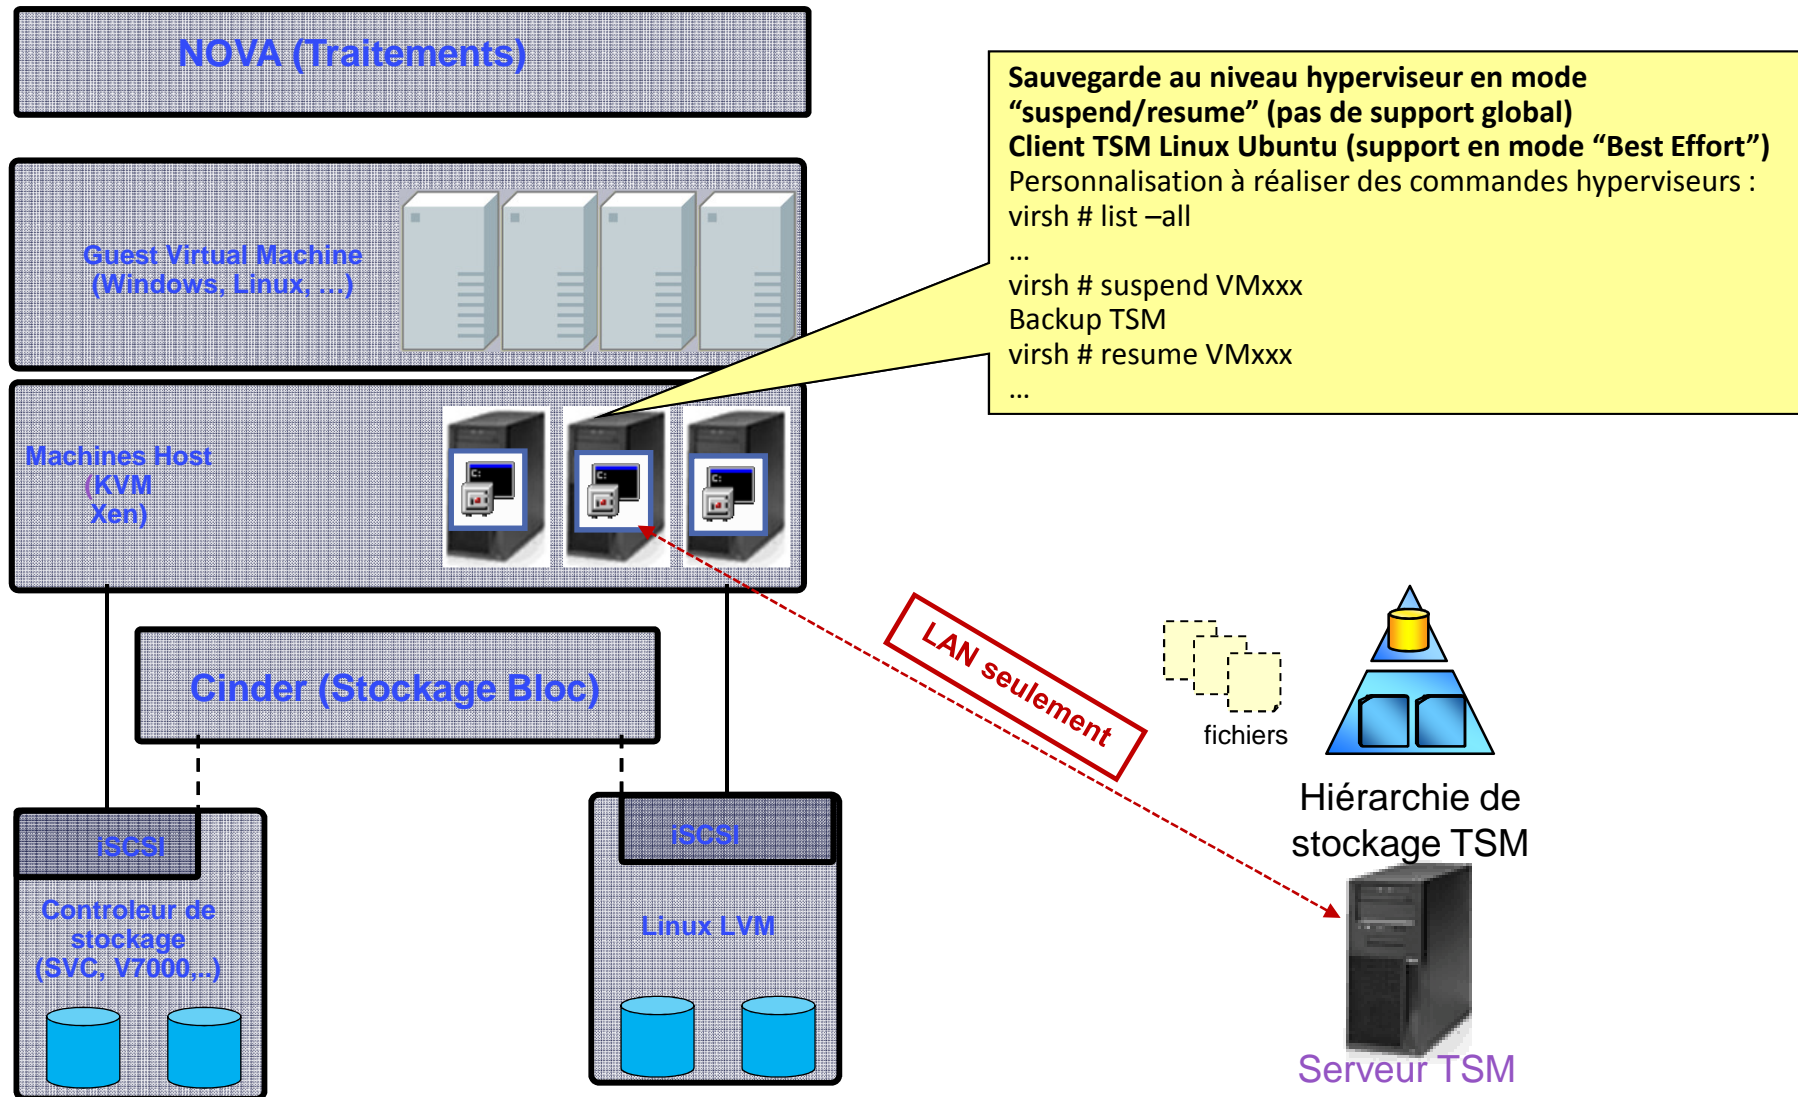 NOVA (Traitements)
Sauvegarde au niveau hyperviseur en mode
“suspend/resume” (pas de support global)
Client TSM Linux Ubuntu (support en mode “Best Effort”)
Personnalisation à réaliser des commandes hyperviseurs :
virsh # list –all
...
virsh # suspend VMxxx
Backup TSM
virsh # resume VMxxx
...
Guest Virtual Machine
(Windows, Linux, ...)
Machines Host
(KVM
Xen)
C:
C:
C:
LAN seulement
Cinder (Stockage Bloc)
fichiers
Hiérarchie de
stockage TSM
iSCSI
Controleur de
stockage
(SVC, V7000,..)
iSCSI
Linux LVM
Serveur TSM